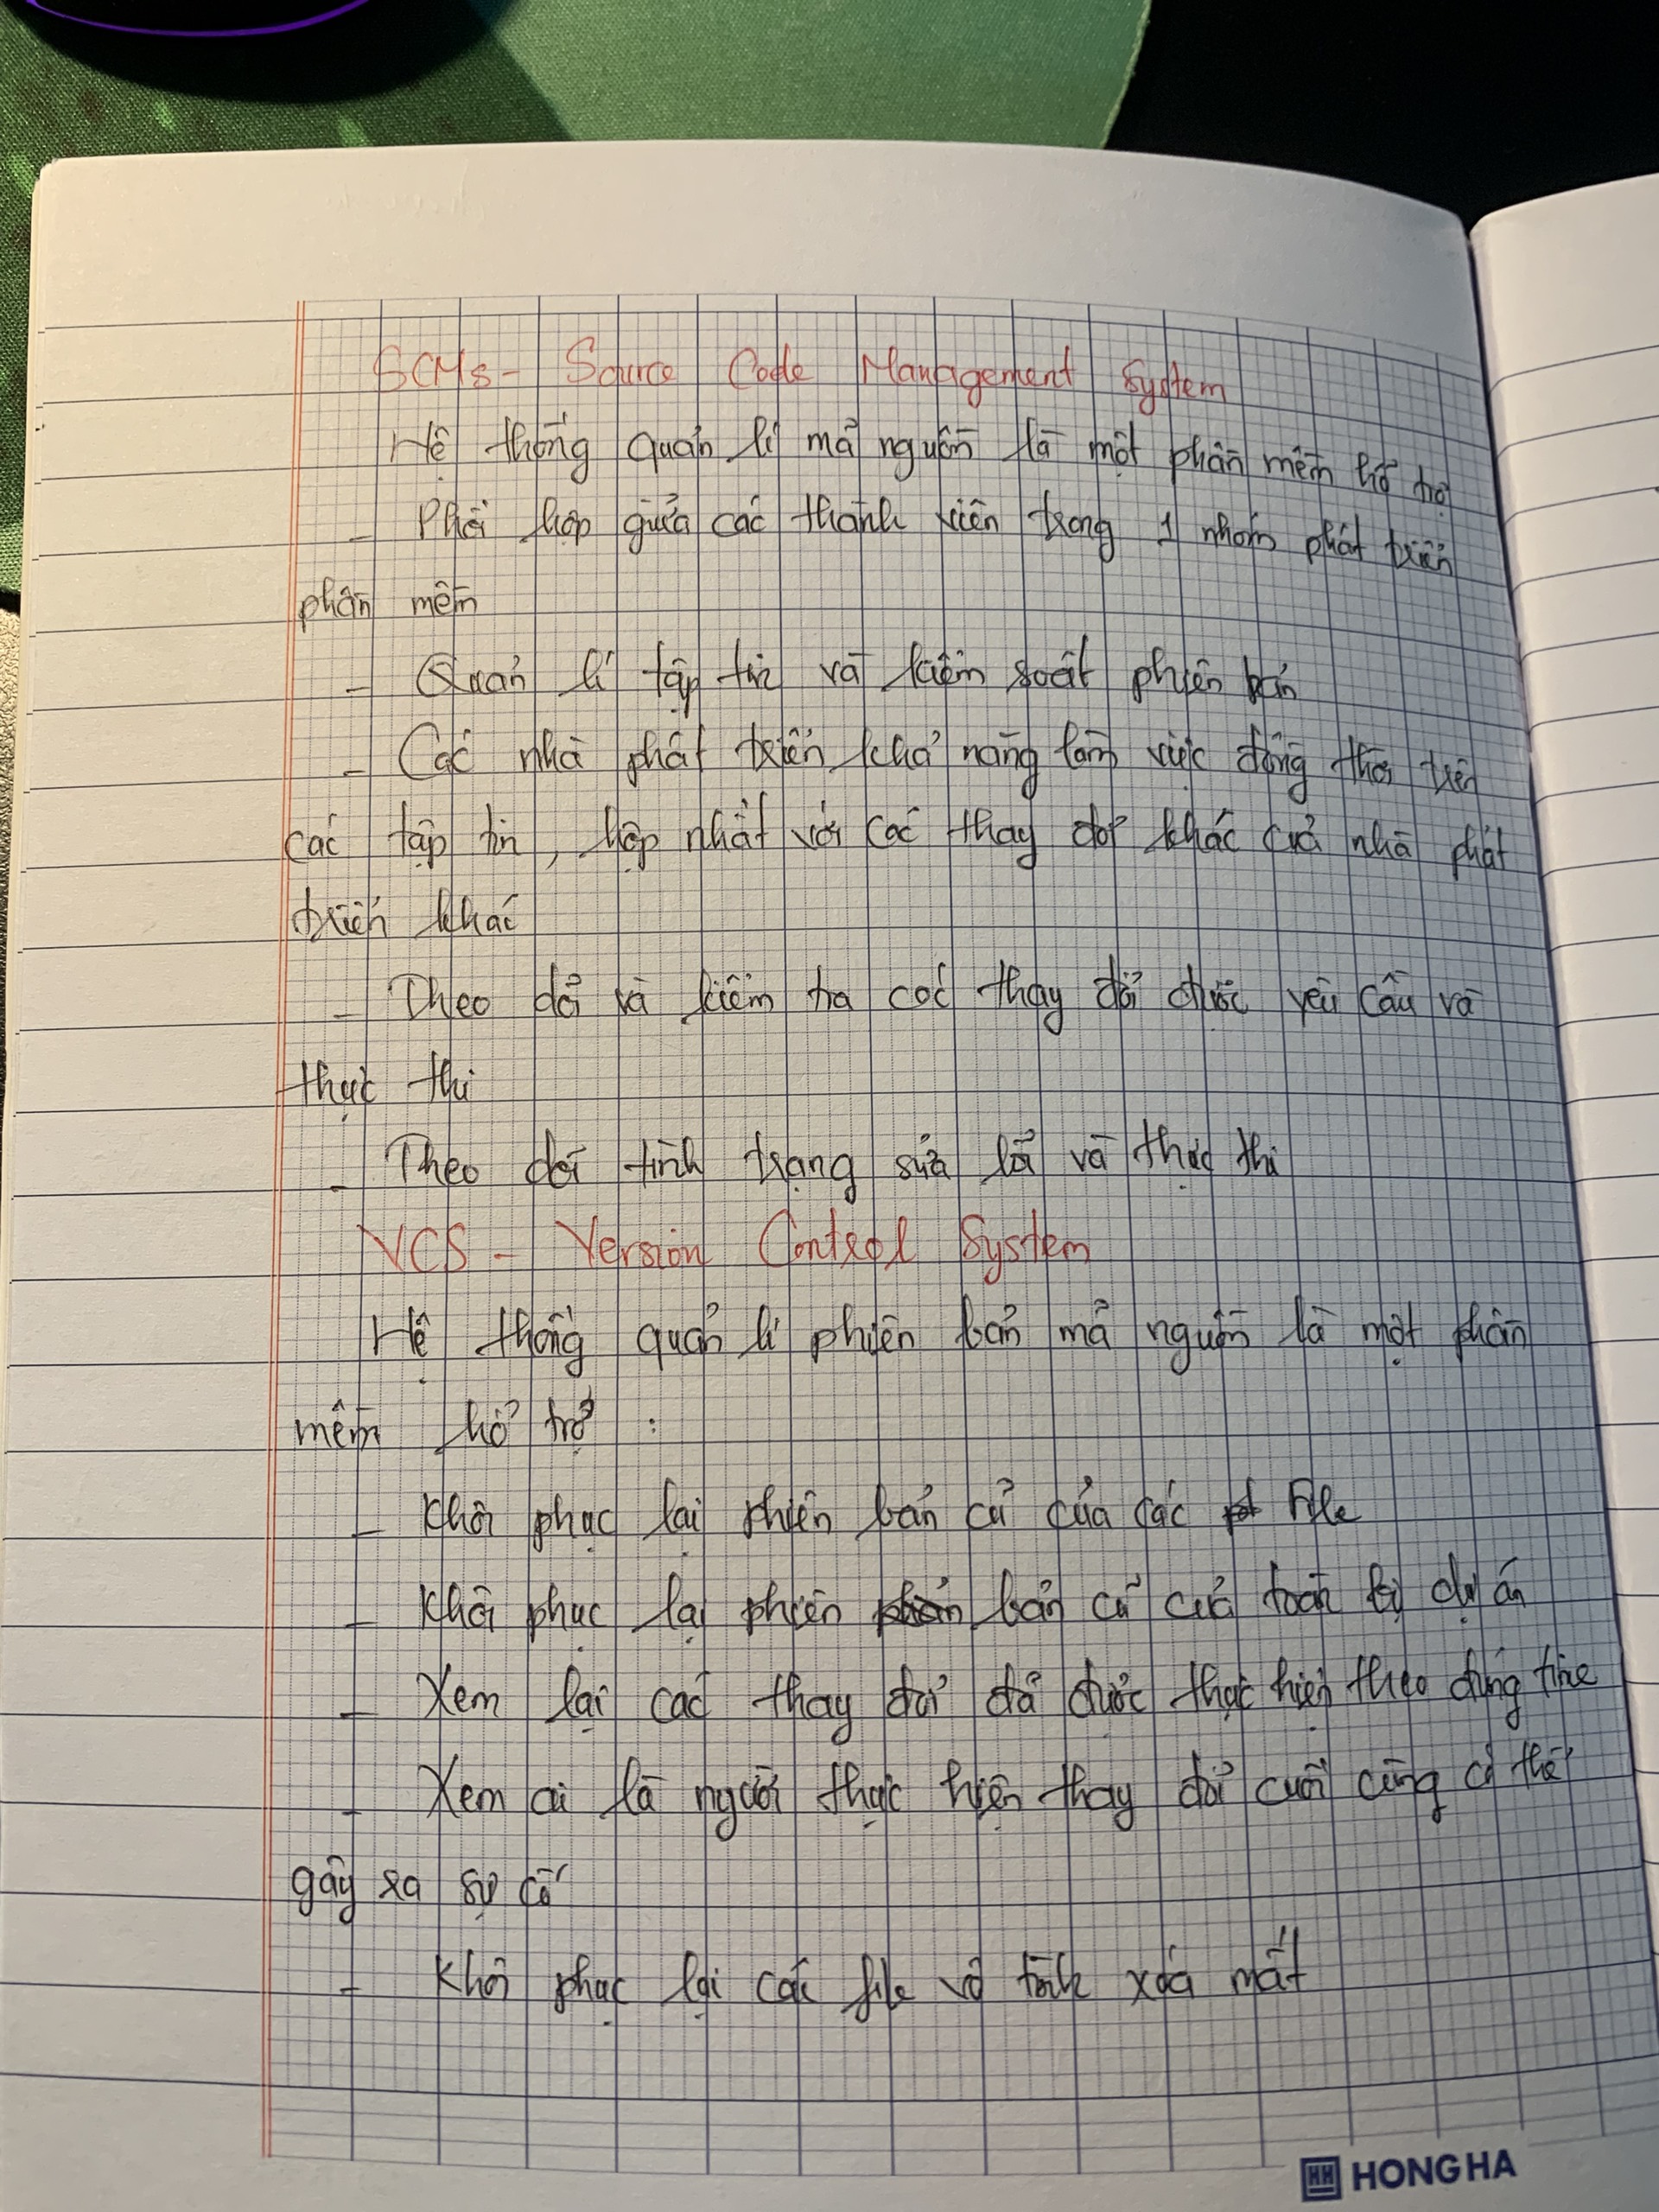 SCMs - Source Code Management System
Hệ thống quản lí mã nguồn là một phần mềm hỗ trợ
- Phối hợp giữa các thành viên trong 1 nhóm phát triển
phần mềm
- Quản lí tập tin và kiểm soát phiên bản
- Các nhà phát triển khả năng làm việc đồng thời trên
các tập tin, hợp nhất với các thay đổi khác của nhà phát
triển khác
- Theo dõi và kiểm tra các thay đổi được yêu cầu và
thực thi
- Theo dõi tình trạng sửa lỗi và thực thi
VCS - Version Control System
Hệ thống quản lí phiên bản mã nguồn là một phần
mềm hỗ trợ :
- Khôi phục lại phiên bản cũ của các file
- Khôi phục lại phiên bản cũ của toàn bộ dự án
- Xem lại các thay đổi đã được thực hiện theo đúng time
- Xem ai là người thực hiện thay đổi cuối cùng có thể
gây ra sự cố
- Khôi phục lại các file vô tình xóa mất
HONG HA